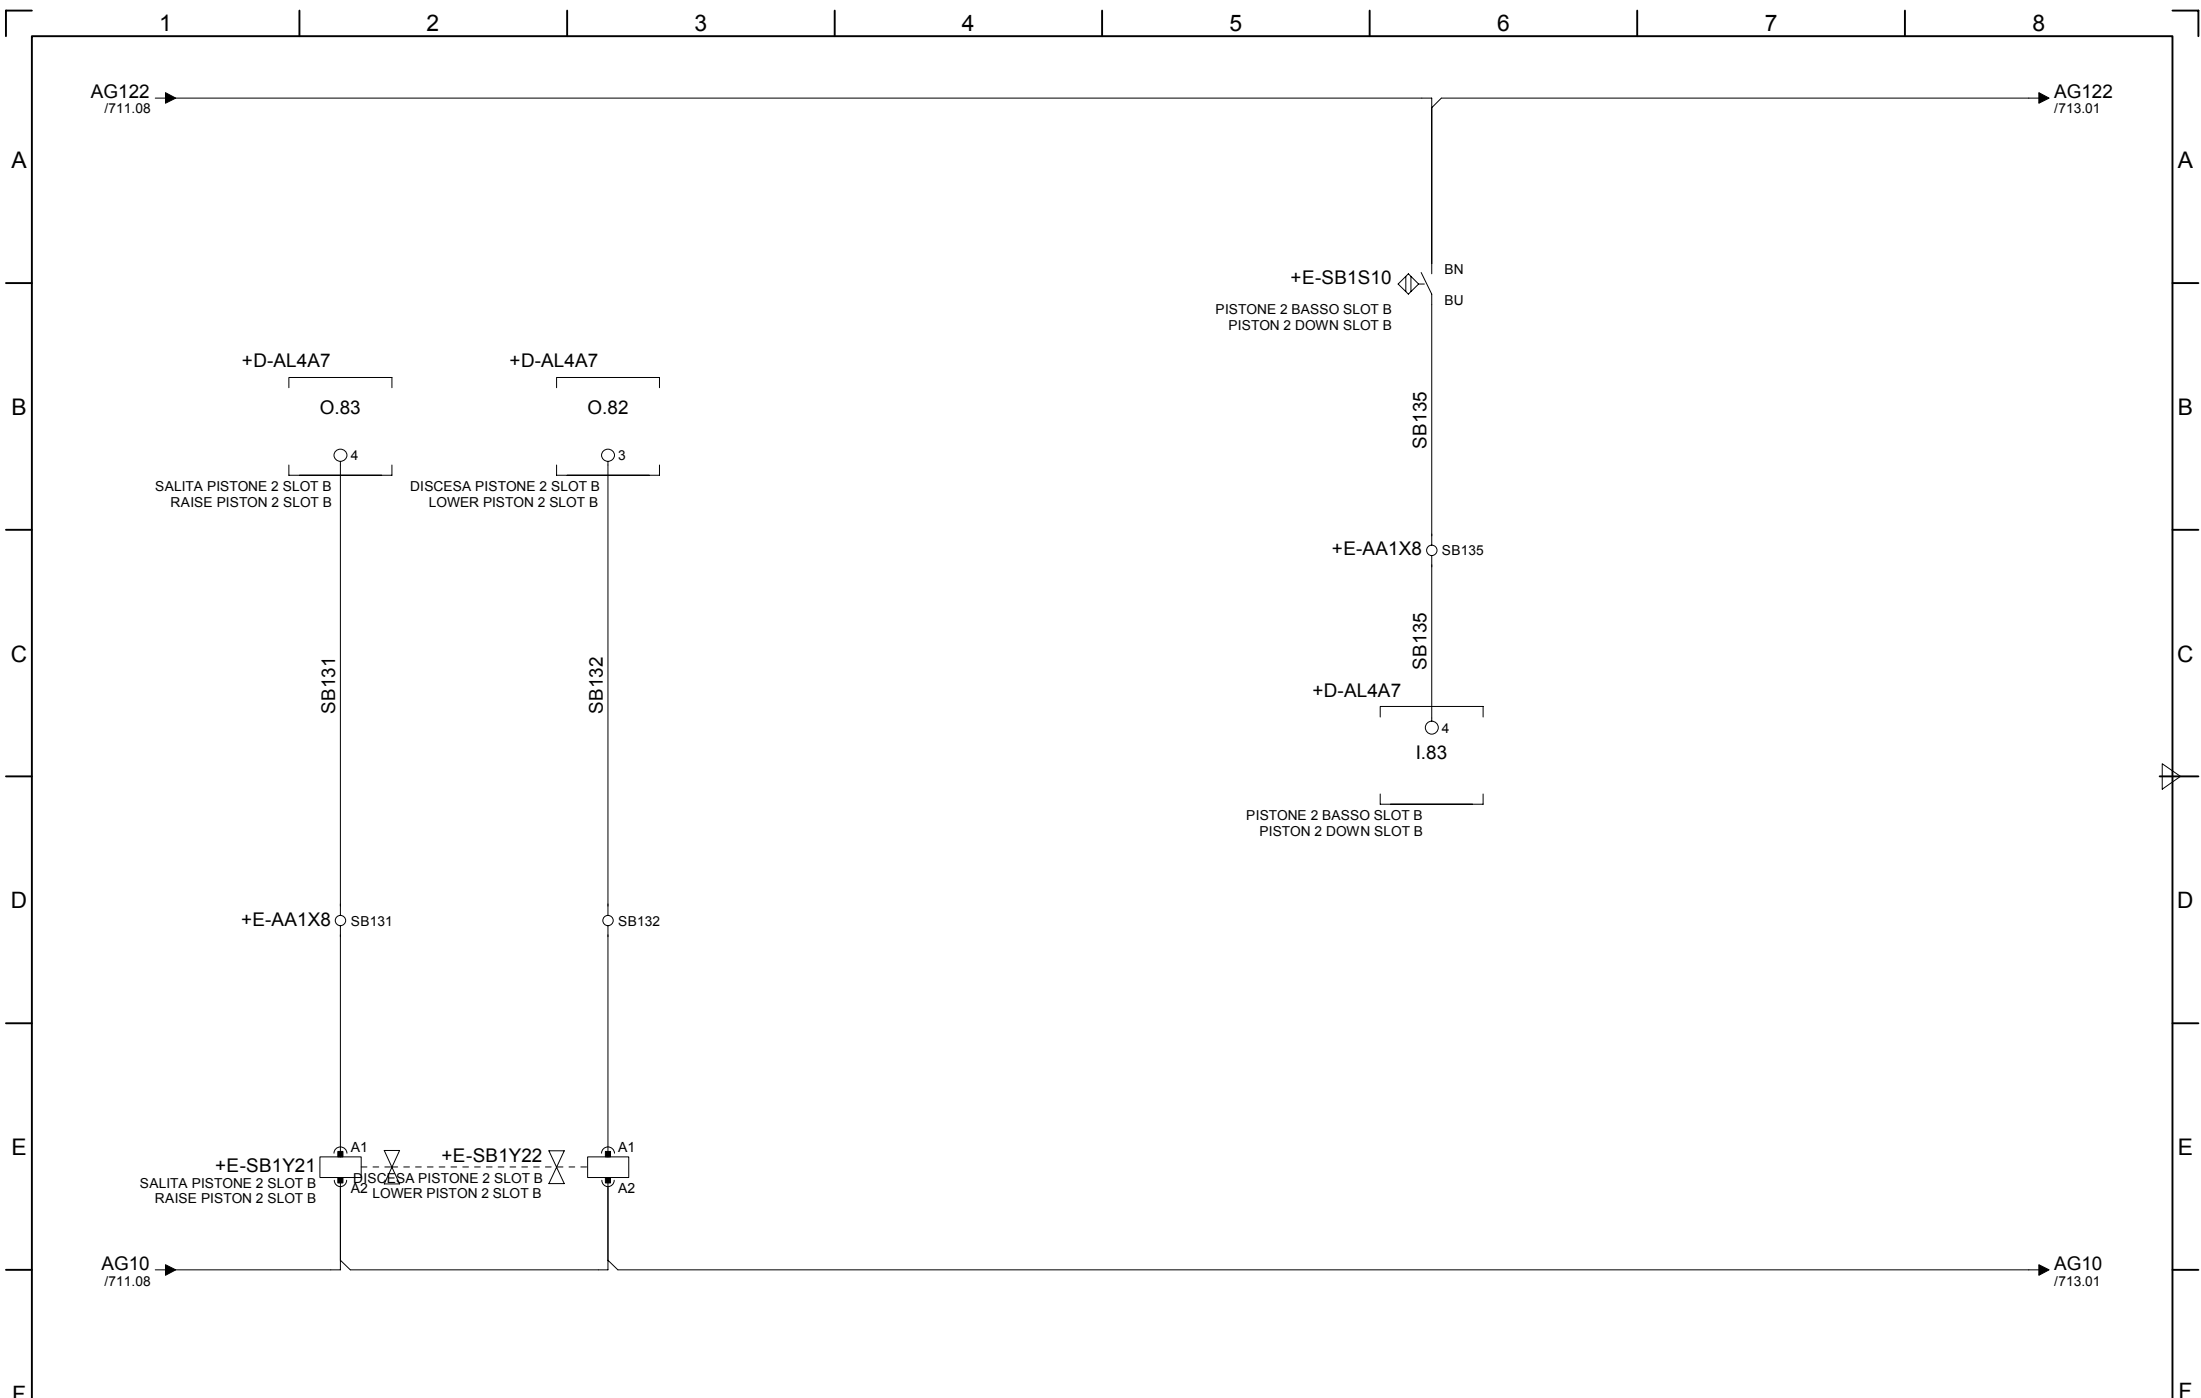 1 2 3 4 5 6 7 8
AG122
/711.08
AG122
/713.01
A
A
+E-SB1S10
BN
BU
PISTONE 2 BASSO SLOT B
PISTON 2 DOWN SLOT B
+D-AL4A7
+D-AL4A7
B
O.83
O.82
SB135
B
4
3
SALITA PISTONE 2 SLOT B
RAISE PISTON 2 SLOT B
DISCESA PISTONE 2 SLOT B
LOWER PISTON 2 SLOT B
+E-AA1X8
SB135
C
SB131
SB132
SB135
C
+D-AL4A7
4
I.83
PISTONE 2 BASSO SLOT B
PISTON 2 DOWN SLOT B
D
+E-AA1X8
SB131
SB132
D
E
E
+E-SB1Y21
A1
A2
SALITA PISTONE 2 SLOT B
RAISE PISTON 2 SLOT B
+E-SB1Y22
A1
A2
DISCESA PISTONE 2 SLOT B
LOWER PISTON 2 SLOT B
AG10
/711.08
AG10
/713.01
F
F